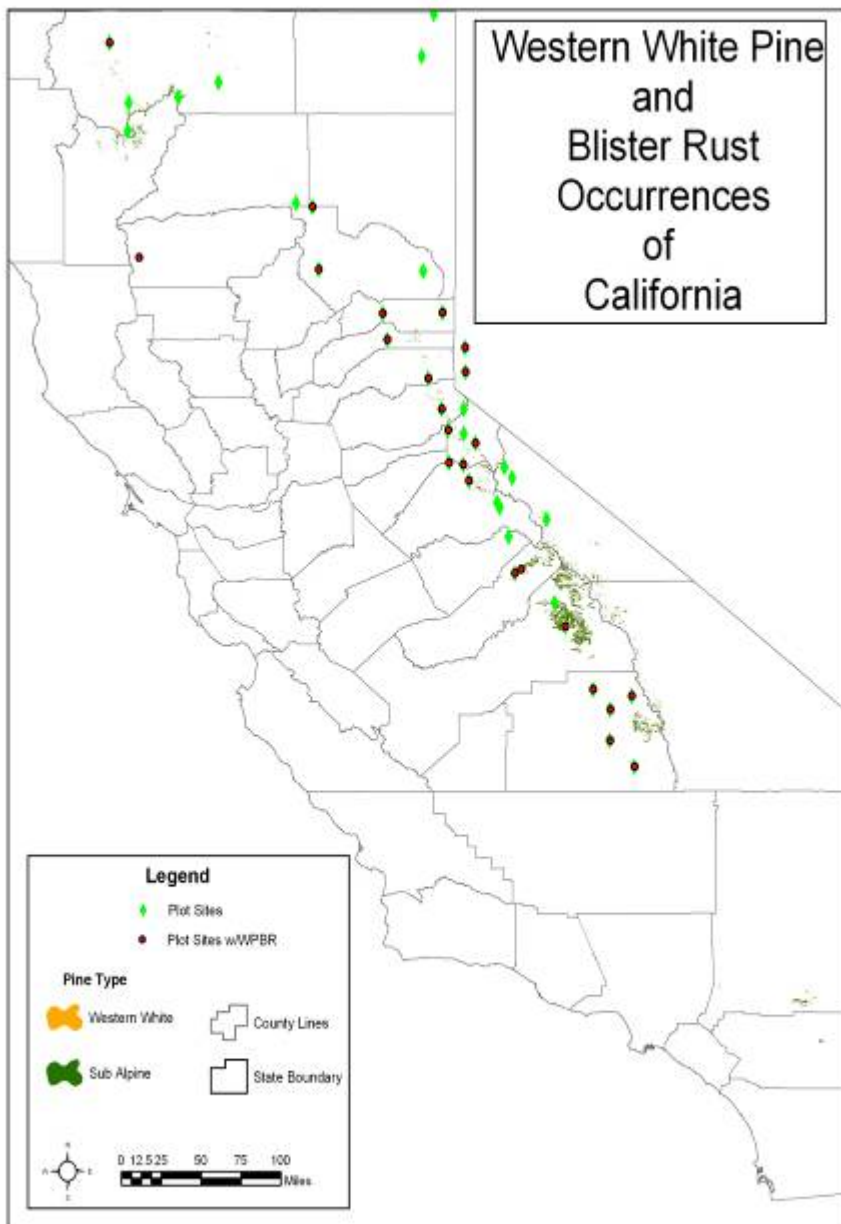 Western White Pine
and
Blister Rust
Occurrences
of
California
Legend
Plot Sites
Plot Sites w/WPBR
Pine Type
Western White
County Lines
Sub Alpine
State Boundary
0 12.5 25 50 75 100
Miles